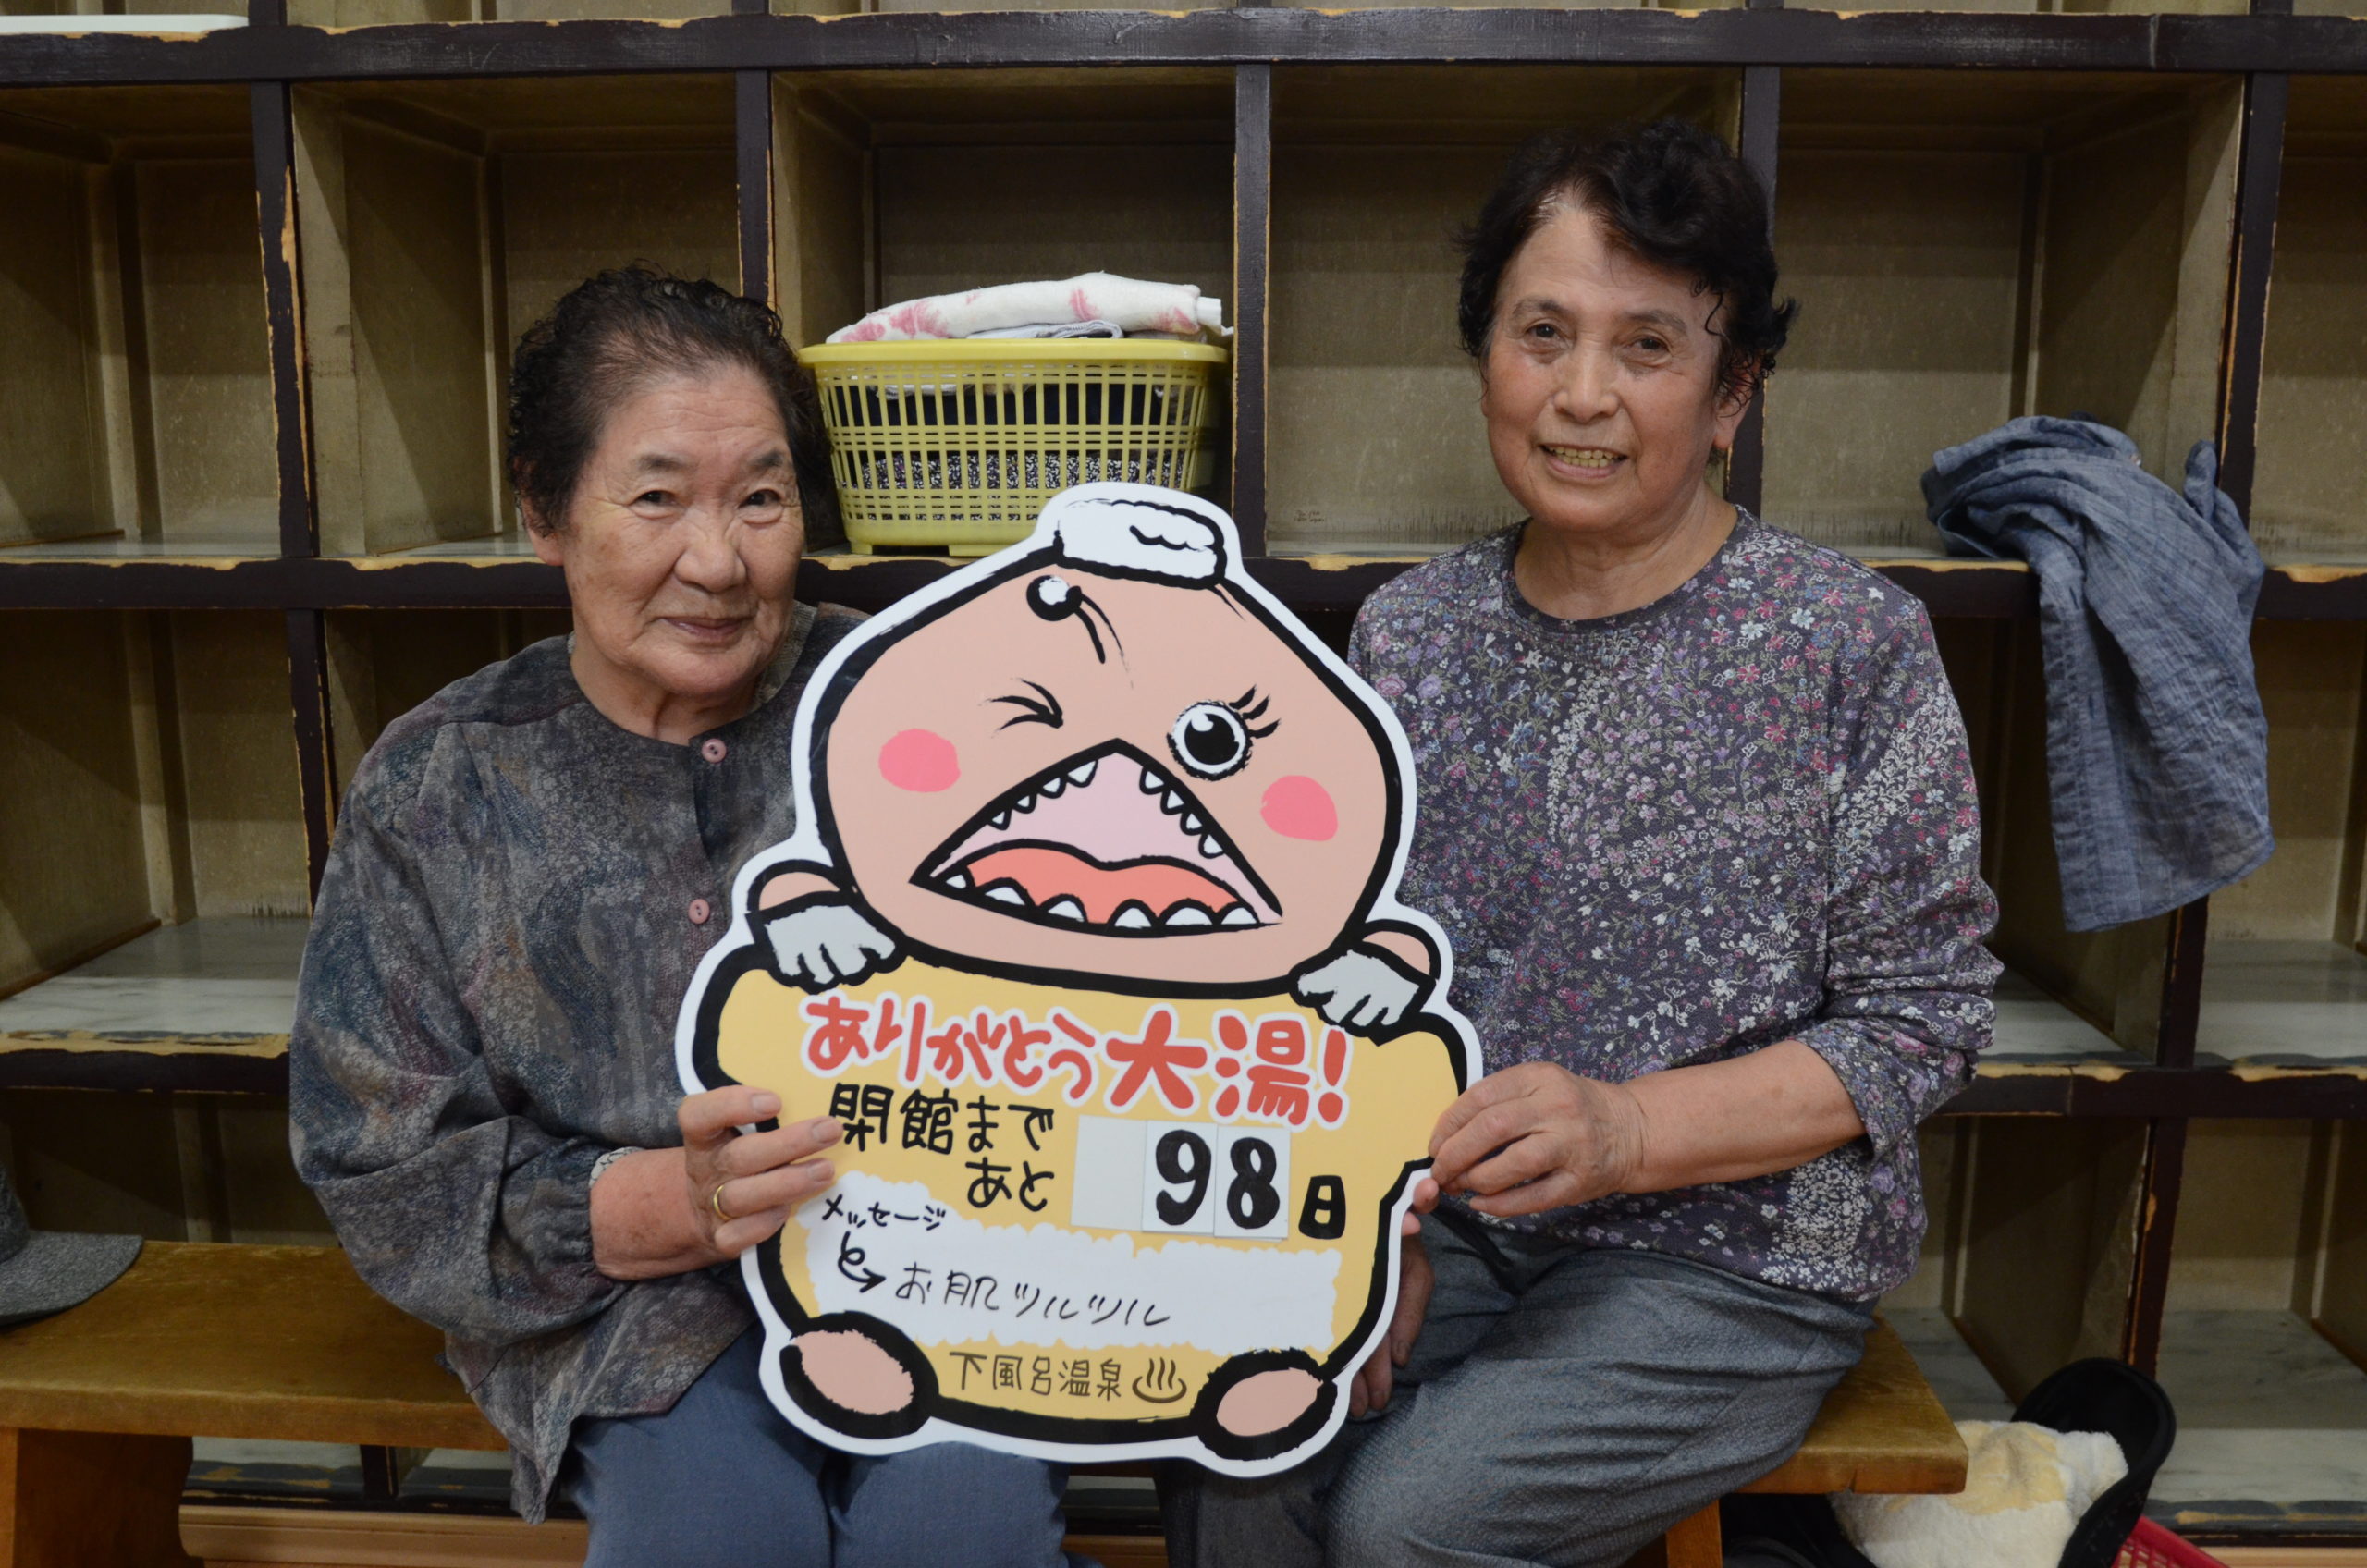 ありがとう大湯!
閉館まで
あと 98日
メッセージ
お肌ツルツル
下風呂温泉